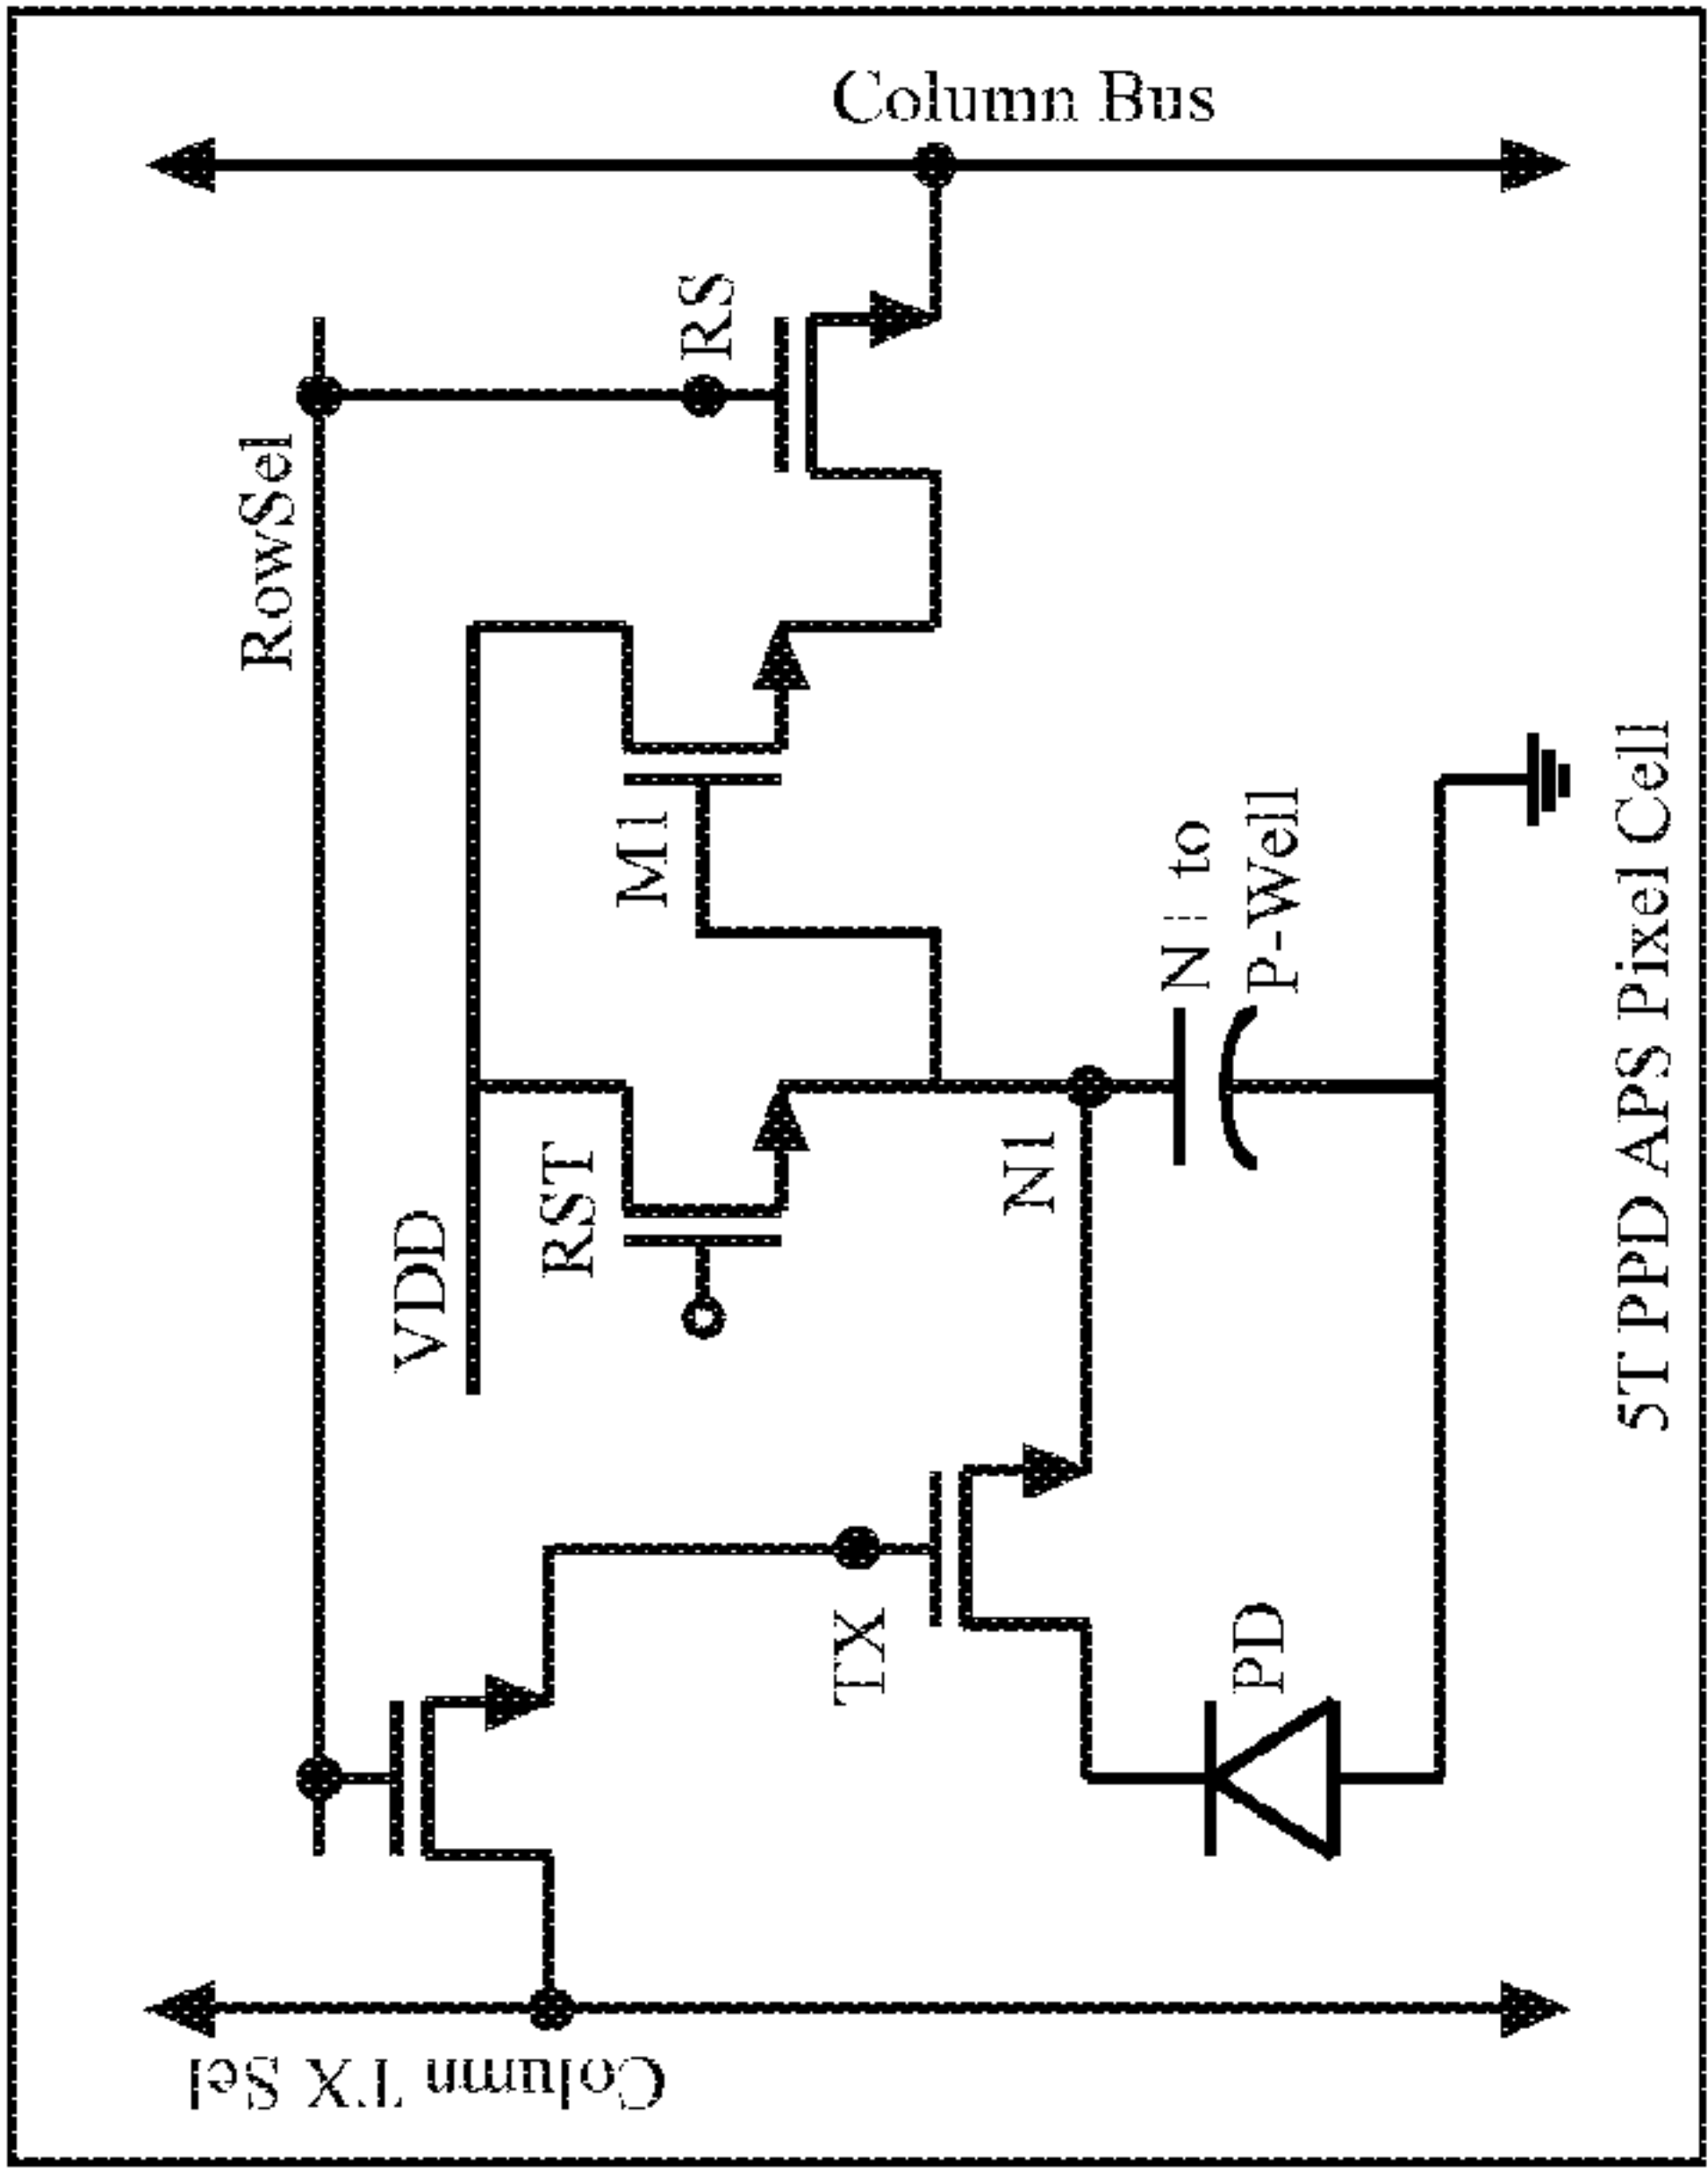 Column TX Sel
RowSel
VDD
RST
M1
RS
Column Bus
TX
N1
PD
to
P-Well
5T PPD APS Pixel Cell